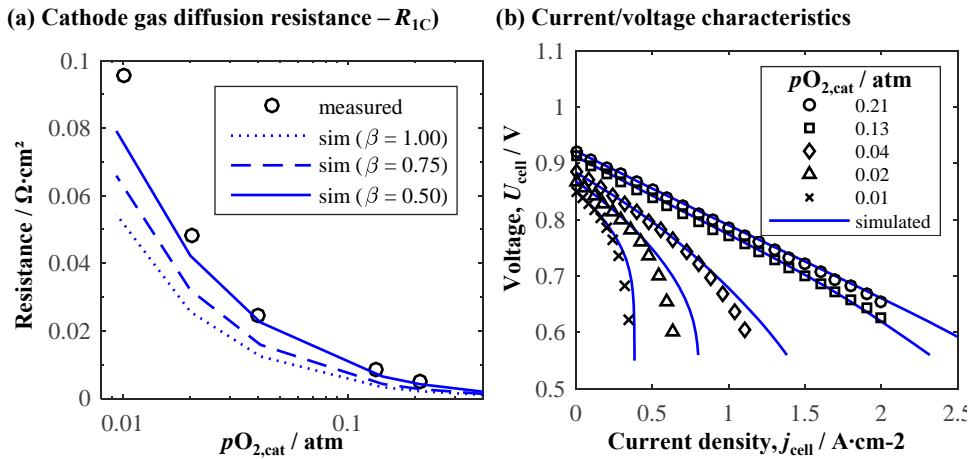 (a) Cathode gas diffusion resistance – R1C)
0.1
0.08
0.06
0.04
0.02
0
0.01
0.1
Resistance / Ω·cm²
pO2,cat / atm
measured
sim (β = 1.00)
sim (β = 0.75)
sim (β = 0.50)
(b) Current/voltage characteristics
1.1
1
0.9
0.8
0.7
0.6
0.5
0
0.5
1
1.5
2
2.5
Voltage, Ucell / V
Current density, jcell / A·cm-2
pO2,cat / atm
0.21
0.13
0.04
0.02
0.01
simulated